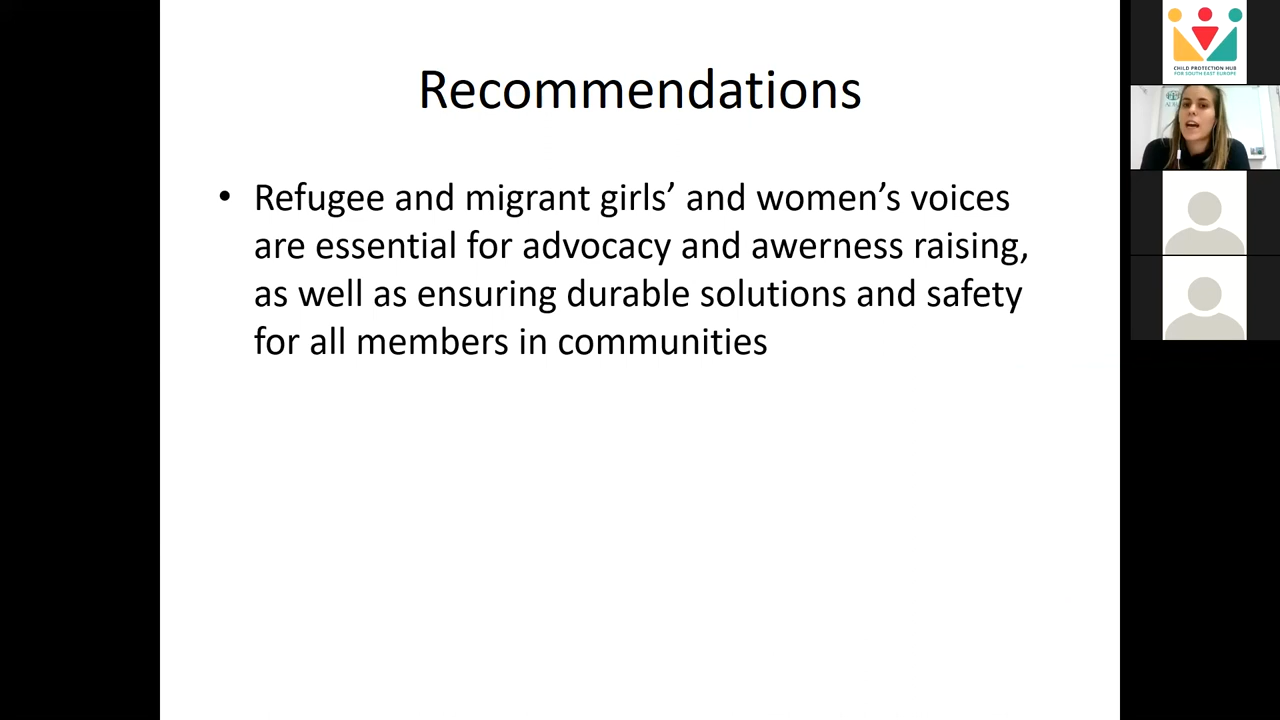 Recommendations
• Refugee and migrant girls’ and women’s voices
are essential for advocacy and awerness raising,
as well as ensuring durable solutions and safety
for all members in communities
CHILD PROTECTION HUB
FOR SOUTH EAST EUROPE